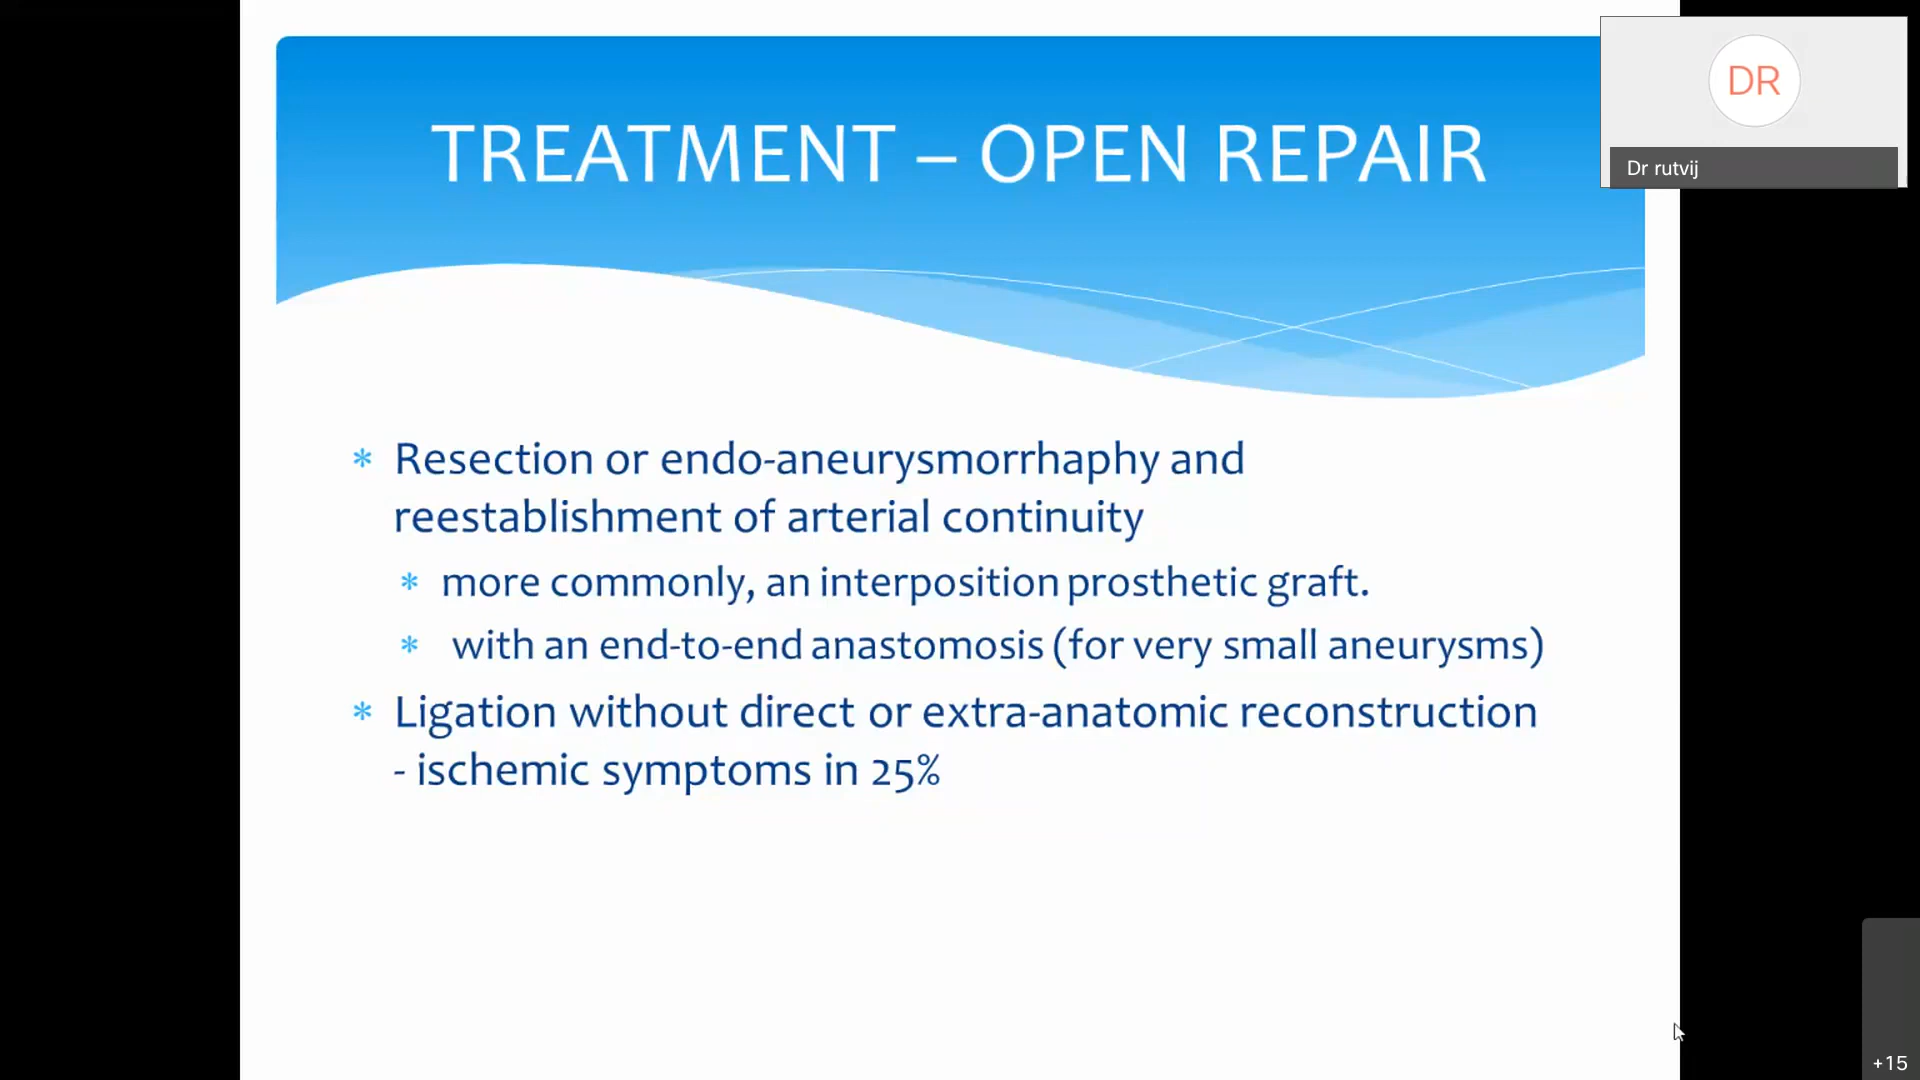 TREATMENT – OPEN REPAIR
DR
Dr rutvij
* Resection or endo-aneurysmorrhaphy and
reestablishment of arterial continuity
* more commonly, an interposition prosthetic graft.
* with an end-to-end anastomosis (for very small aneurysms)
* Ligation without direct or extra-anatomic reconstruction
- ischemic symptoms in 25%
+15